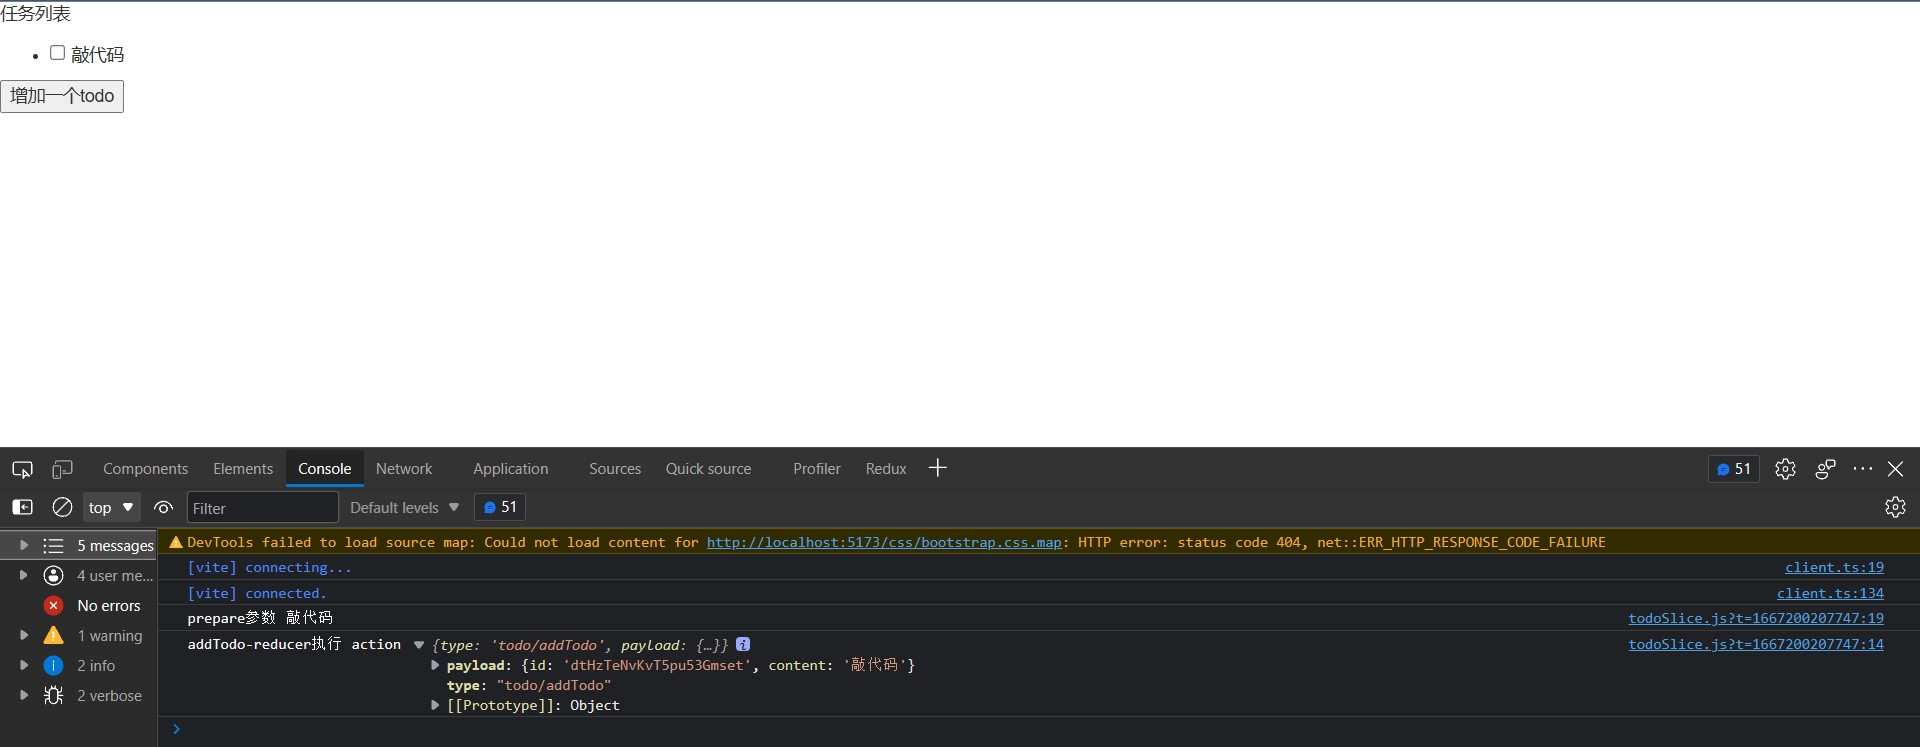 任务列表
敲代码
增加一个todo
Components Elements Console Network Application Sources Quick source Profiler Redux 51
top Filter Default levels 51
5 messages
4 user me...
No errors
1 warning
2 info
2 verbose
DevTools failed to load source map: Could not load content for http://localhost:5173/css/bootstrap.css.map: HTTP error: status code 404, net::ERR_HTTP_RESPONSE_CODE_FAILURE
[vite] connecting... client.ts:19
[vite] connected. client.ts:134
prepare参数 敲代码 todoSlice.js?t=1667200207747:19
addTodo-reducer执行 action {type: 'todo/addTodo', payload: {…}} i todoSlice.js?t=1667200207747:14
payload: {id: 'dtHzTeNvKvT5pu53Gmset', content: '敲代码'}
type: "todo/addTodo"
[[Prototype]]: Object